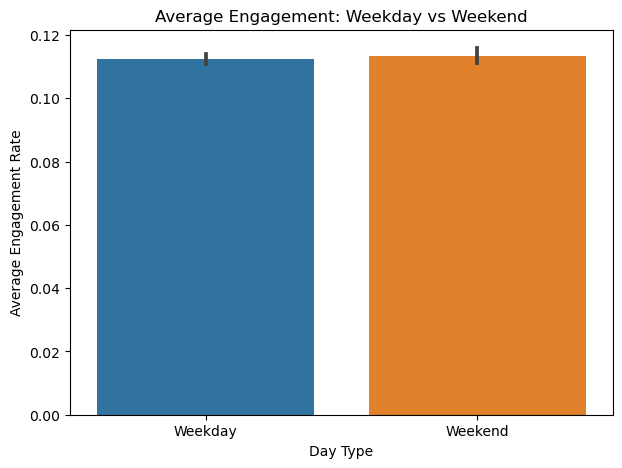 Average Engagement: Weekday vs Weekend
0.12
0.10
0.08
0.06
0.04
0.02
0.00
Average Engagement Rate
Weekday
Weekend
Day Type